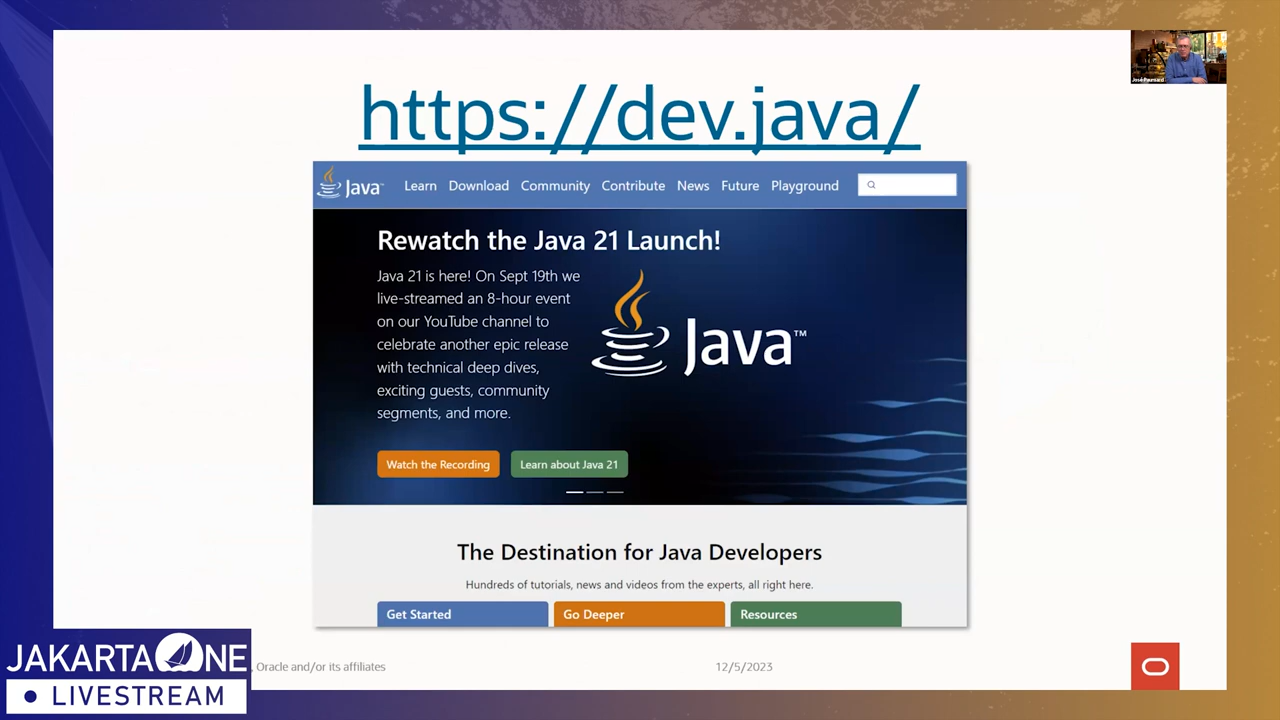 https://dev.java/
José Paumard
Java™
Learn Download Community Contribute News Future Playground
Rewatch the Java 21 Launch!
Java 21 is here! On Sept 19th we
live-streamed an 8-hour event
on our YouTube channel to
celebrate another epic release
with technical deep dives,
exciting guests, community
segments, and more.
Java™
Watch the Recording
Learn about Java 21
The Destination for Java Developers
Hundreds of tutorials, news and videos from the experts, all right here.
Get Started
Go Deeper
Resources
JAKARTA ONE
LIVESTREAM
, Oracle and/or its affiliates
12/5/2023